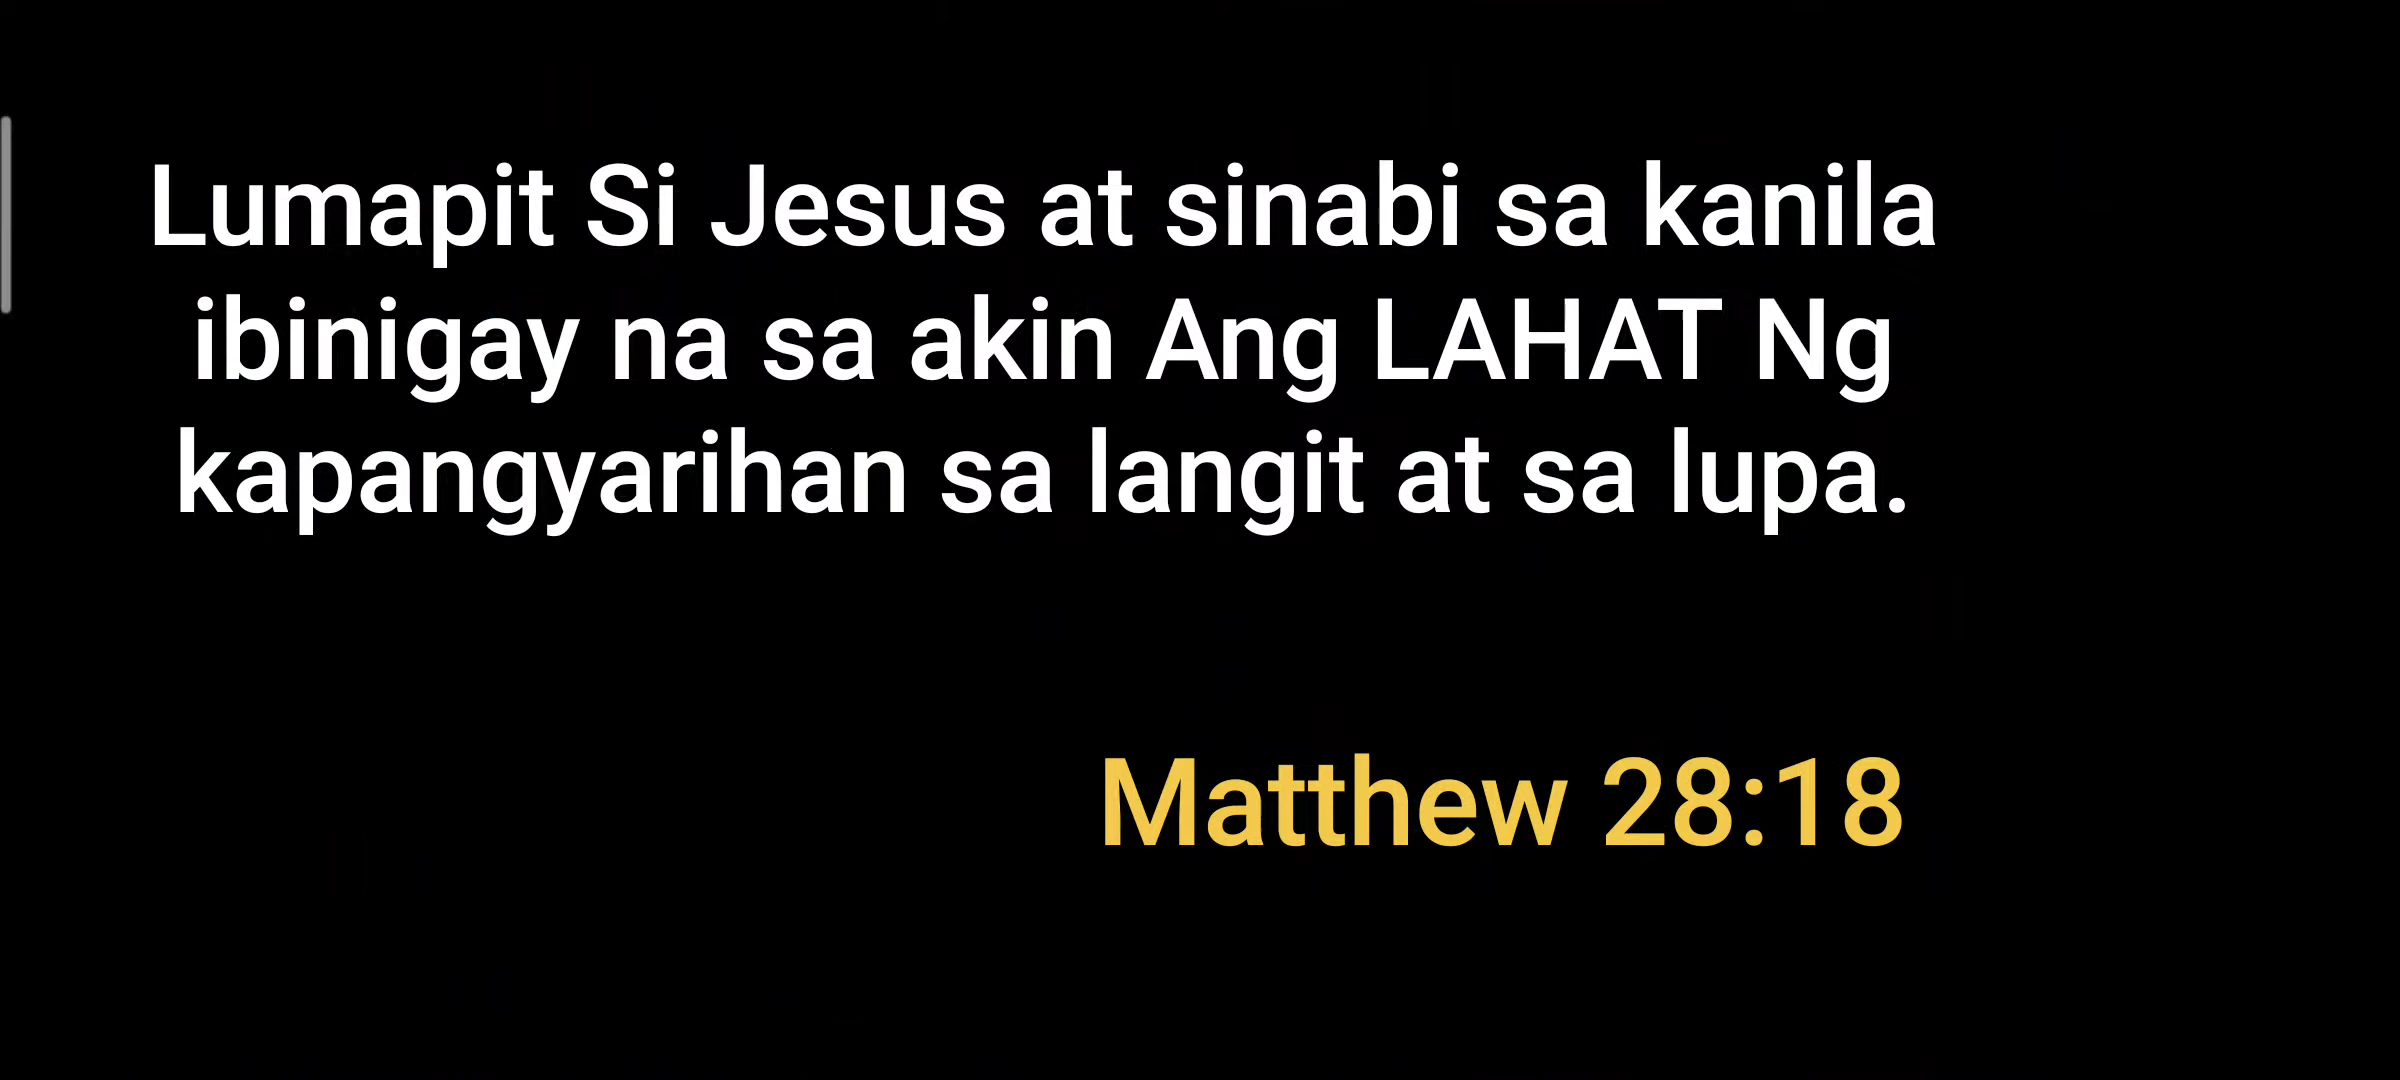 Lumapit Si Jesus at sinabi sa kanila
ibinigay na sa akin Ang LAHAT Ng
kapangyarihan sa langit at sa lupa.
Matthew 28:18